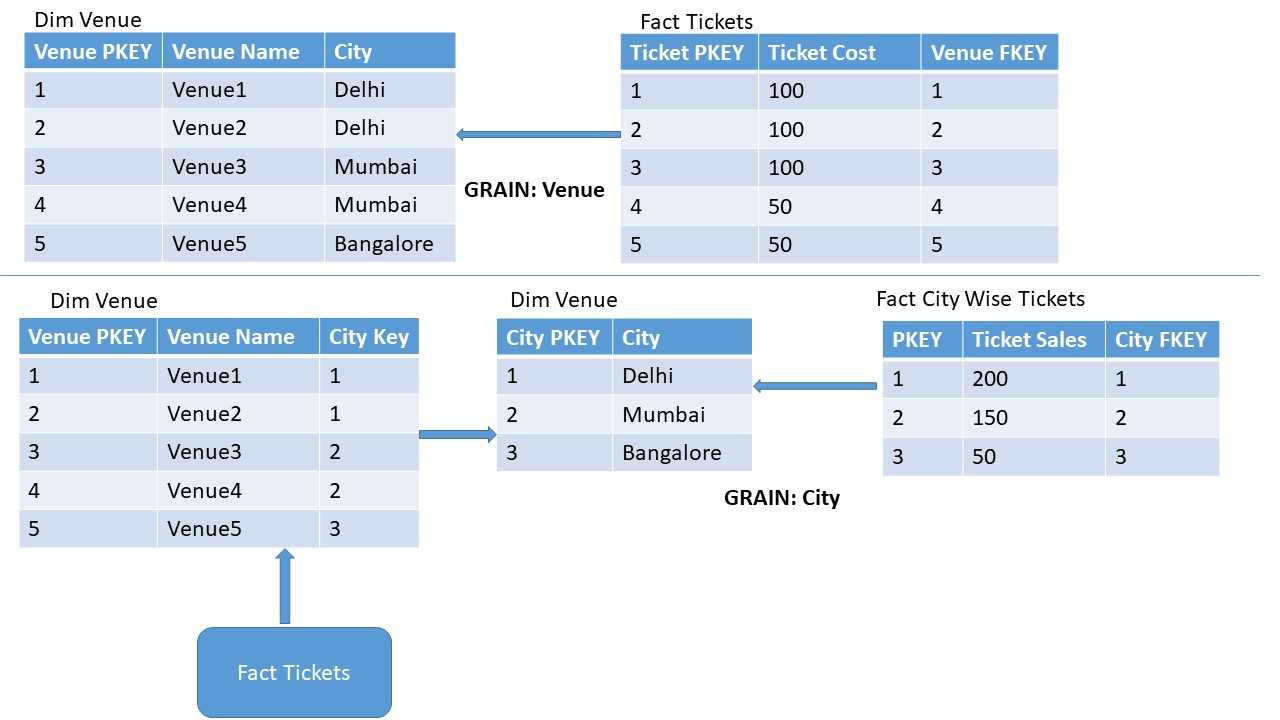 Dim Venue
Venue PKEY Venue Name City
1 Venue1 Delhi
2 Venue2 Delhi
3 Venue3 Mumbai
4 Venue4 Mumbai
5 Venue5 Bangalore
GRAIN: Venue
Fact Tickets
Ticket PKEY Ticket Cost Venue FKEY
1 100 1
2 100 2
3 100 3
4 50 4
5 50 5
Dim Venue
Venue PKEY Venue Name City Key
1 Venue1 1
2 Venue2 1
3 Venue3 2
4 Venue4 2
5 Venue5 3
Dim Venue
City PKEY City
1 Delhi
2 Mumbai
3 Bangalore
Fact City Wise Tickets
PKEY Ticket Sales City FKEY
1 200 1
2 150 2
3 50 3
GRAIN: City
Fact Tickets